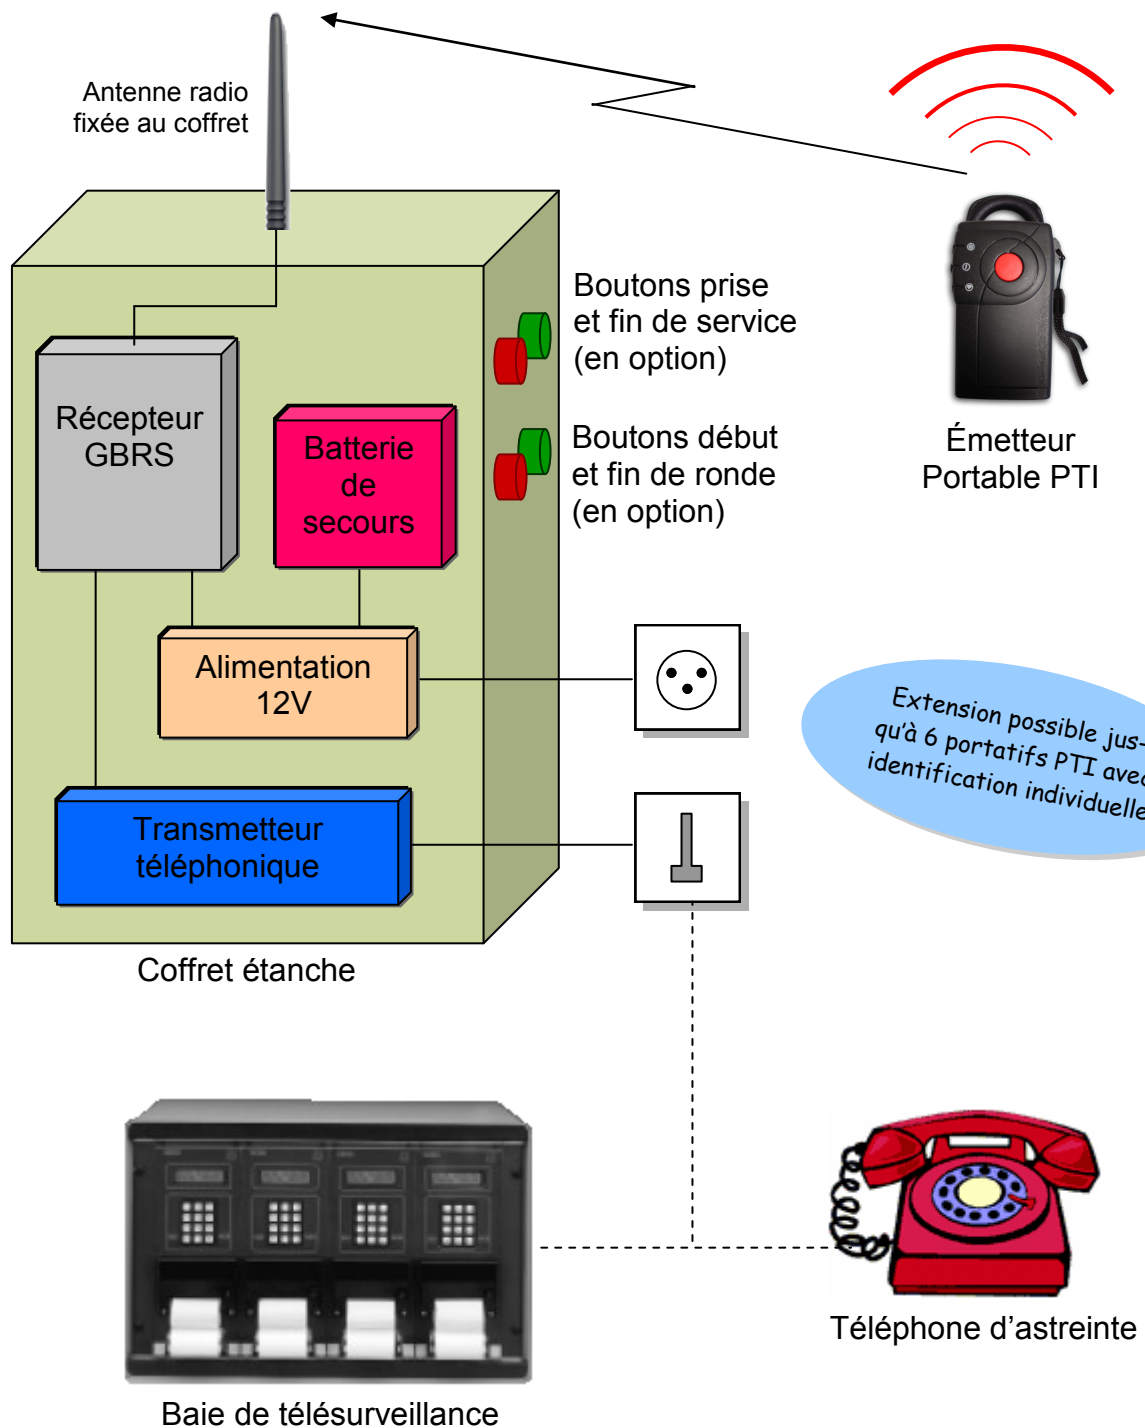 Antenne radio
fixée au coffret
Boutons prise
et fin de service
(en option)
Récepteur
GBRS
Batterie
de
secours
Boutons début
et fin de ronde
(en option)
Émetteur
Portable PTI
Alimentation
12V
Extension possible jus-
qu'à 6 portatifs PTI avec
identification individuelle
Transmetteur
téléphonique
Coffret étanche
Téléphone d'astreinte
Baie de télésurveillance